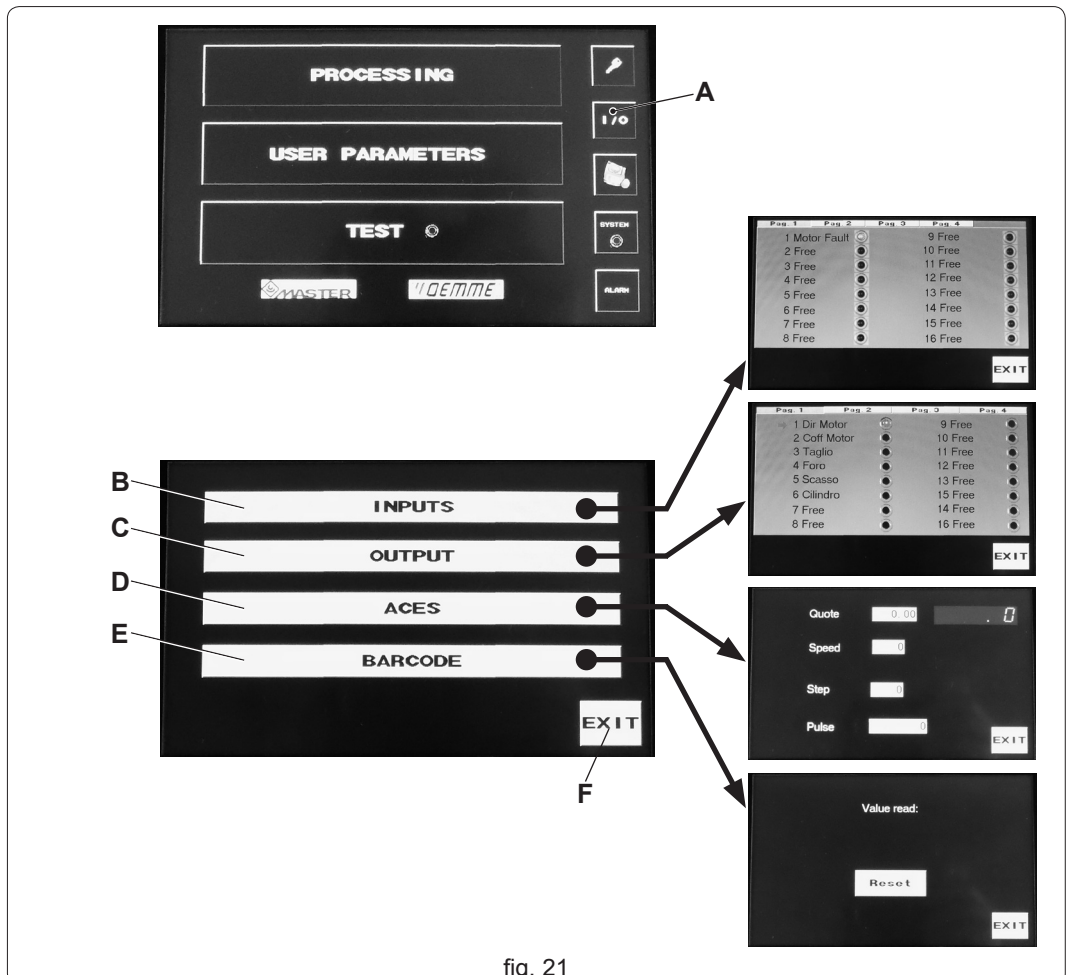 PROCESSING
USER PARAMETERS
TEST
I/O
SYSTEM
ALARM
MASTER
OEMME
A
B
C
D
E
F
INPUTS
OUTPUT
ACES
BARCODE
EXIT
Pag. 1 Pag 2 Pag 3 Pag 4
1 Motor Fault 9 Free
2 Free 10 Free
3 Free 11 Free
4 Free 12 Free
5 Free 13 Free
6 Free 14 Free
7 Free 15 Free
8 Free 16 Free
EXIT
Pag. 1 Pag. 2 Pag 3 Pag 4
1 Dir Motor 9 Free
2 Coff Motor 10 Free
3 Taglio 11 Free
4 Foro 12 Free
5 Scasso 13 Free
6 Cilindro 15 Free
7 Free 14 Free
8 Free 16 Free
EXIT
Quote 0.00 .0
Speed 0
Step 0
Pulse 0
EXIT
Value read:
Reset
EXIT
fig. 21